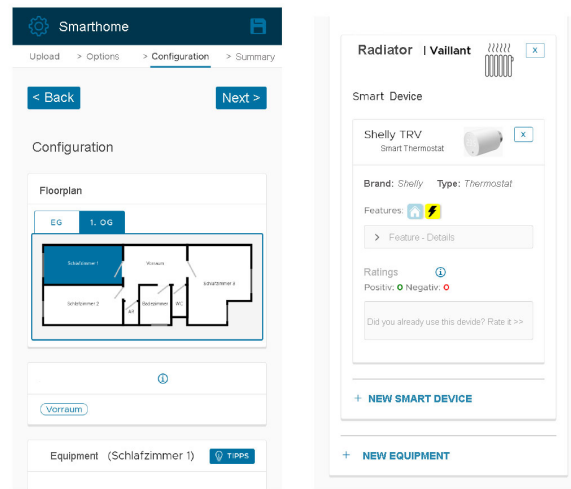 Smarthome
Upload > Options > Configuration > Summary
< Back Next >
Configuration
Floorplan
EG 1. OG
Schlafzimmer 1 Vorraum
Schlafzimmer 3
Schlafzimmer 2 AR Badezimmer WC
Vorraum
Equipment (Schlafzimmer 1) TIPPS
Radiator | Vaillant x
Smart Device
Shelly TRV x
Smart Thermostat
Brand: Shelly Type: Thermostat
Features:
> Feature - Details
Ratings
Positiv: 0 Negativ: 0
Did you already use this devide? Rate it >>
+ NEW SMART DEVICE
+ NEW EQUIPMENT